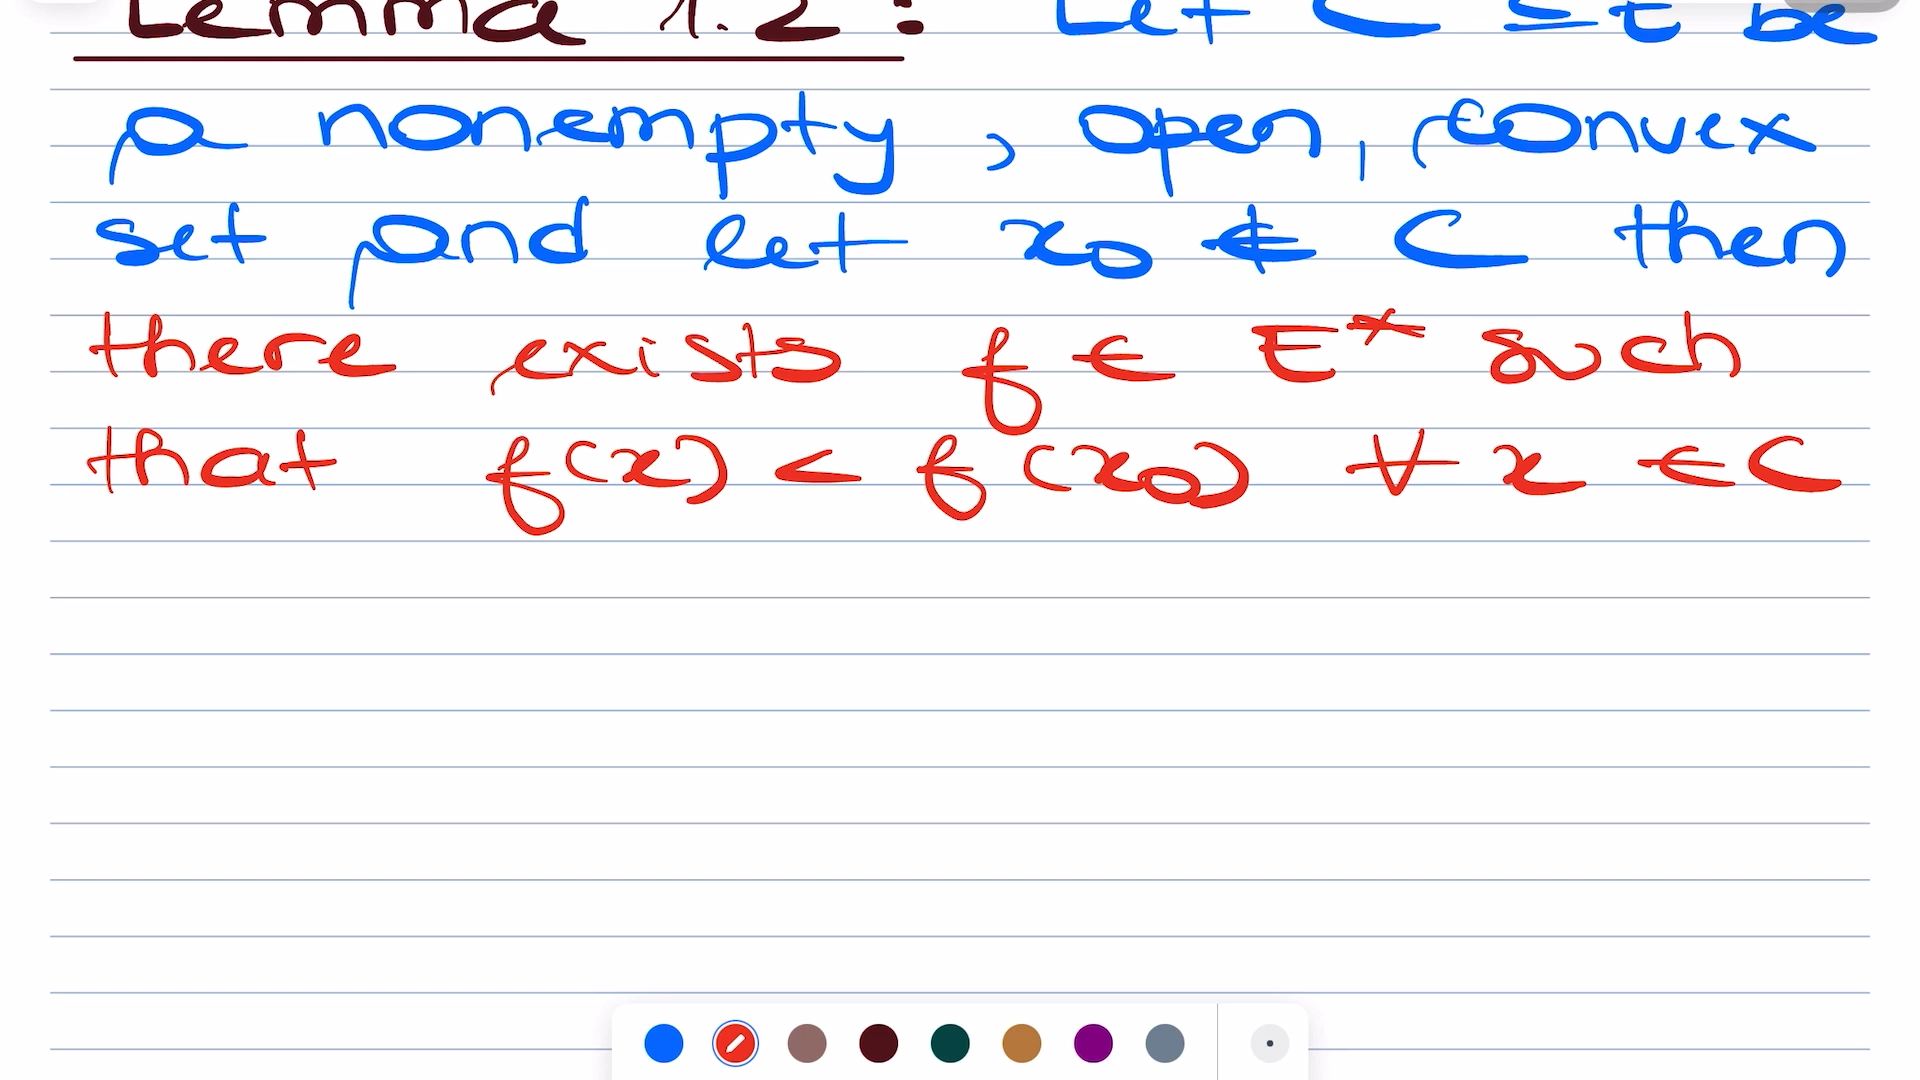 Lemma 1.2 : Let C ⊆ E be
a nonempty, open, convex
set and let x₀ ∉ C then
there exists f ∈ E* such
that f(x) < f(x₀) ∀ x ∈ C